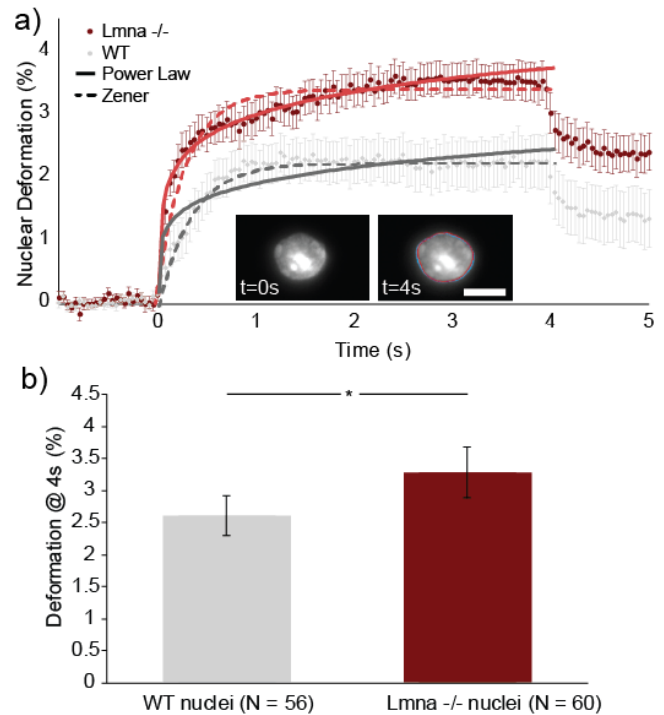 a)
Lmna -/-
WT
Power Law
Zener
Nuclear Deformation (%)
4
3
2
1
0
t=0s
t=4s
0 1 2 3 4 5
Time (s)
b)
*
Deformation @ 4s (%)
4.5
4
3.5
3
2.5
2
1.5
1
0.5
0
WT nuclei (N = 56)
Lmna -/- nuclei (N = 60)